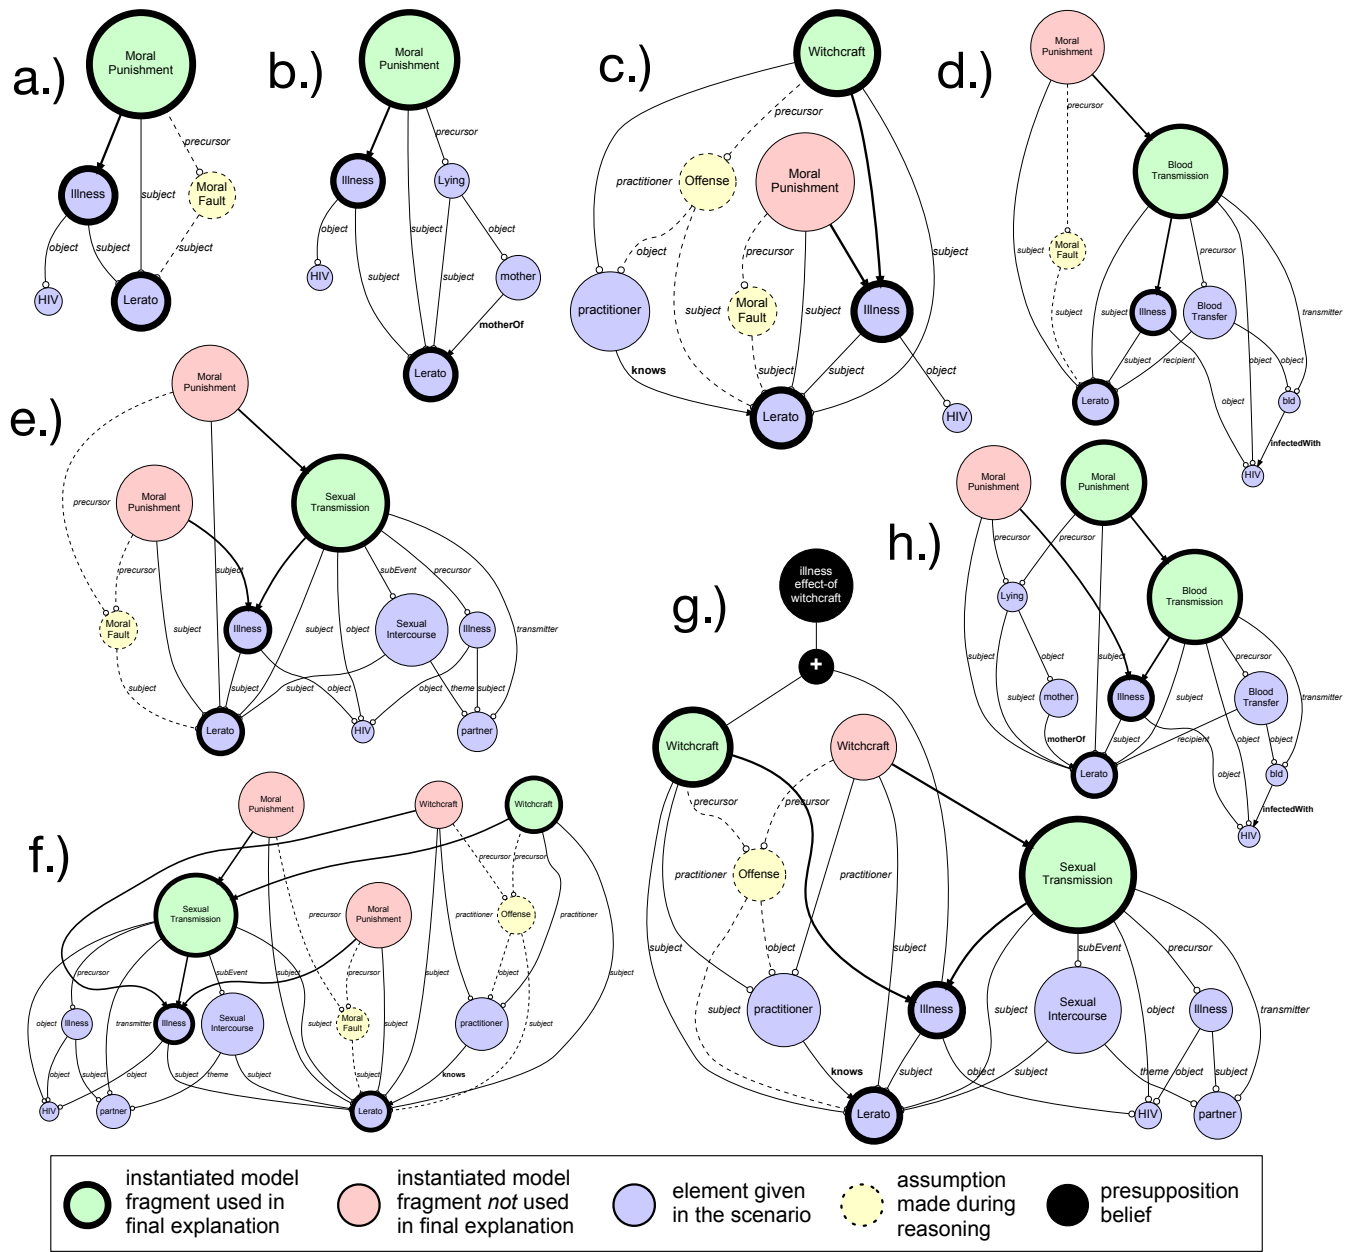 a.)
Moral
Punishment
precursor
Illness
Moral
Fault
subject
object
subject
subject
HIV
Lerato
b.)
Moral
Punishment
precursor
Illness
Lying
object
subject
object
subject
subject
HIV
mother
motherOf
Lerato
c.)
Witchcraft
precursor
practitioner
Offense
Moral
Punishment
object
precursor
subject
practitioner
subject
Moral
Fault
subject
Illness
knows
subject
subject
object
Lerato
HIV
d.)
Moral
Punishment
precursor
Blood
Transmission
subject
Moral
Fault
precursor
subject
subject
Illness
Blood
Transfer
transmitter
subject
recipient
object
object
Lerato
object
bld
infectedWith
HIV
e.)
Moral
Punishment
precursor
Moral
Punishment
Sexual
Transmission
precursor
subject
subEvent
precursor
Moral
Fault
subject
Illness
subject
object
Sexual
Intercourse
Illness
transmitter
subject
subject
subject
object
object
theme
subject
Lerato
HIV
partner
f.)
Moral
Punishment
Witchcraft
Witchcraft
precursor
precursor
Sexual
Transmission
precursor
Moral
Punishment
practitioner
Offense
practitioner
precursor
subEvent
subject
precursor
subject
object
subject
object
Illness
transmitter
Illness
Sexual
Intercourse
subject
Moral
Fault
subject
practitioner
subject
object
subject
object
subject
theme
subject
subject
knows
HIV
partner
Lerato
g.)
illness
effect-of
witchcraft
+
Witchcraft
Witchcraft
precursor
precursor
practitioner
Offense
practitioner
Sexual
Transmission
subject
object
subject
subEvent
precursor
subject
practitioner
Illness
subject
Sexual
Intercourse
object
Illness
transmitter
knows
subject
object
subject
theme
object
subject
Lerato
HIV
partner
h.)
Moral
Punishment
Moral
Punishment
precursor
precursor
Lying
Blood
Transmission
subject
object
subject
precursor
subject
mother
Illness
subject
Blood
Transfer
transmitter
motherOf
subject
recipient
object
object
Lerato
object
bld
infectedWith
HIV
instantiated model
fragment used in
final explanation
instantiated model
fragment not used
in final explanation
element given
in the scenario
assumption
made during
reasoning
presupposition
belief